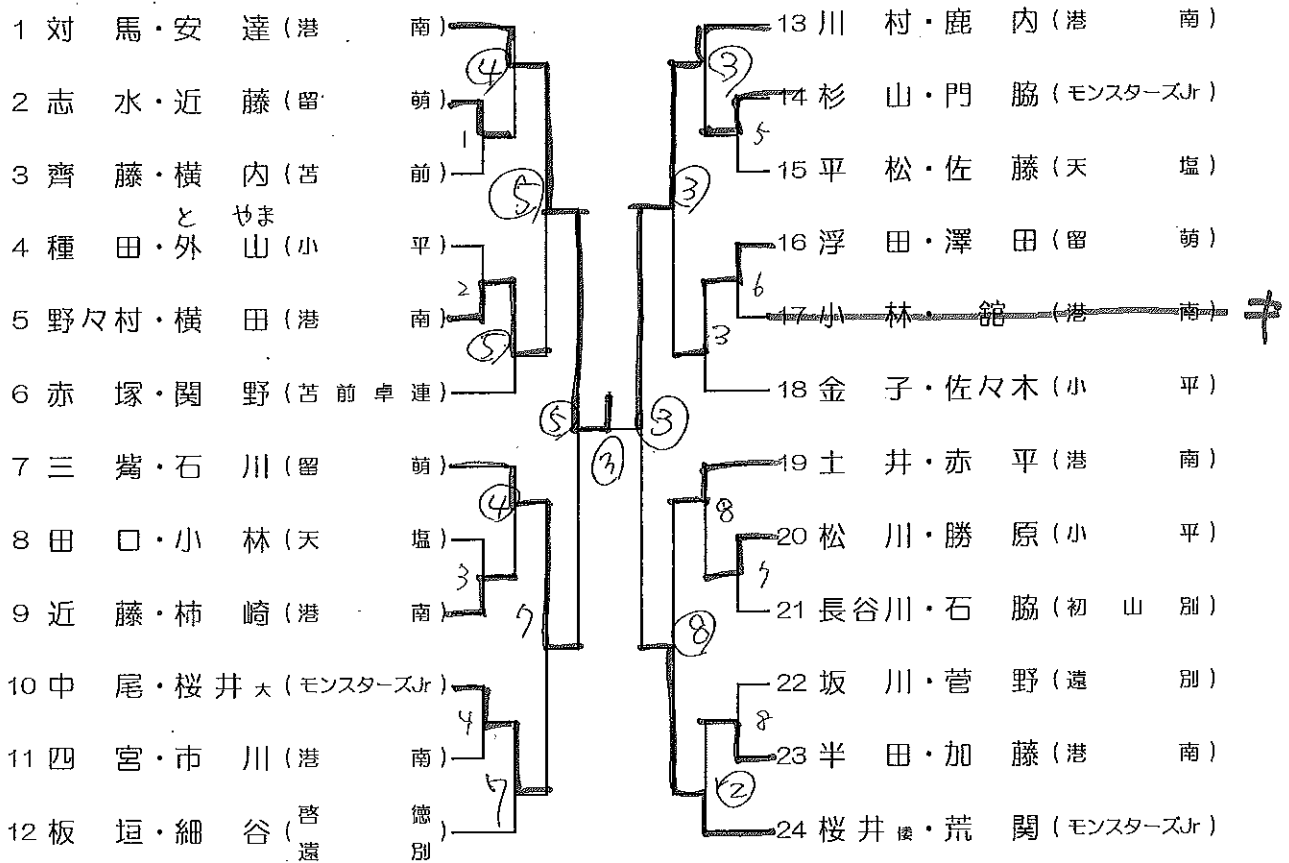 1 対馬・安達(港南)
2 志水・近藤(留萌)
3 齊藤・横内(苫前)
と やま
4 種田・外山(小平)
5 野々村・横田(港南)
6 赤塚・関野(苫前卓連)
7 三觜・石川(留萌)
8 田口・小林(天塩)
9 近藤・柿崎(港南)
10 中尾・桜井大(モンスターズJr)
11 四宮・市川(港南)
12 板垣・細谷(啓徳 遠別)
④
1
⑤
2
⑤
⑤
④
3
7
4
7
③
13 川村・鹿内(港南)
14 杉山・門脇(モンスターズJr)
15 平松・佐藤(天塩)
16 浮田・澤田(留萌)
17 小林・舘(港南) キ
18 金子・佐々木(小平)
19 土井・赤平(港南)
20 松川・勝原(小平)
21 長谷川・石脇(初山別)
22 坂川・菅野(遠別)
23 半田・加藤(港南)
24 桜井・荒関(モンスターズJr)
③
5
③
6
3
③
8
7
⑧
8
②